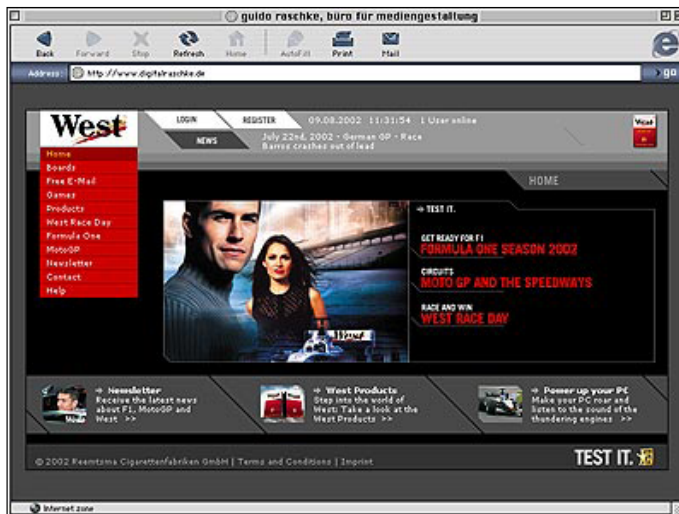 guido raschke, büro für mediengestaltung
Back Forward Stop Refresh Home AutoFill Print Mail
Address: http://www.digitalraschke.de go
West
LOGIN REGISTER 09.08.2002 11:31:54 1 User online
NEWS July 22nd, 2002 - German GP - Race
Barros crashes out of lead
West
Home
Boards
Free E-Mail
Games
Products
West Race Day
Formula One
MotoGP
Newsletter
Contact
Help
HOME
TEST IT.
GET READY FOR F1
FORMULA ONE SEASON 2002
CIRCUITS
MOTO GP AND THE SPEEDWAYS
RACE AND WIN
WEST RACE DAY
West
Newsletter
Receive the latest news
about F1, MotoGP and
West >>
West Products
Step into the world of
West: Take a look at the
West Products >>
Power up your PC
Make your PC roar and
listen to the sound of the
thundering engines >>
© 2002 Reemtsma Cigarettenfabriken GmbH | Terms and Conditions | Imprint
TEST IT.
Internet zone